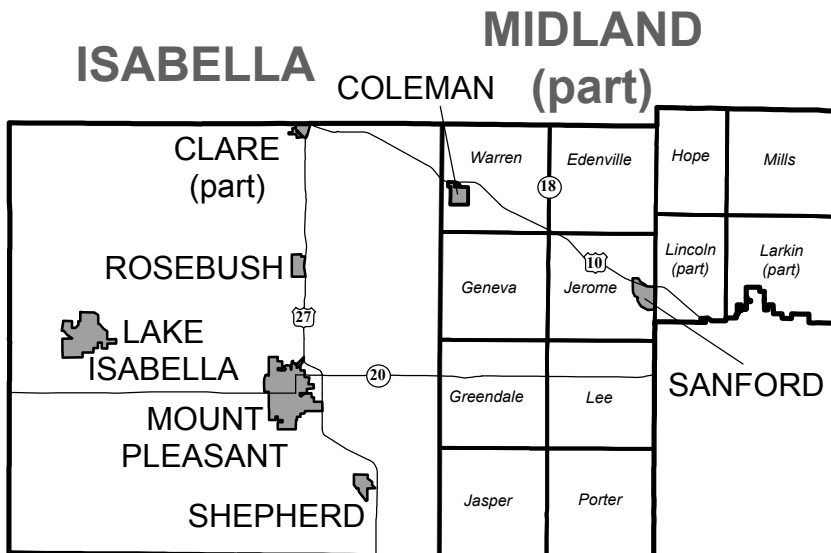 ISABELLA
MIDLAND
(part)
COLEMAN
CLARE
(part)
Warren
Edenville
Hope
Mills
18
ROSEBUSH
Geneva
Jerome
10
Lincoln
(part)
Larkin
(part)
27
LAKE
ISABELLA
20
SANFORD
MOUNT
PLEASANT
Greendale
Lee
SHEPHERD
Jasper
Porter